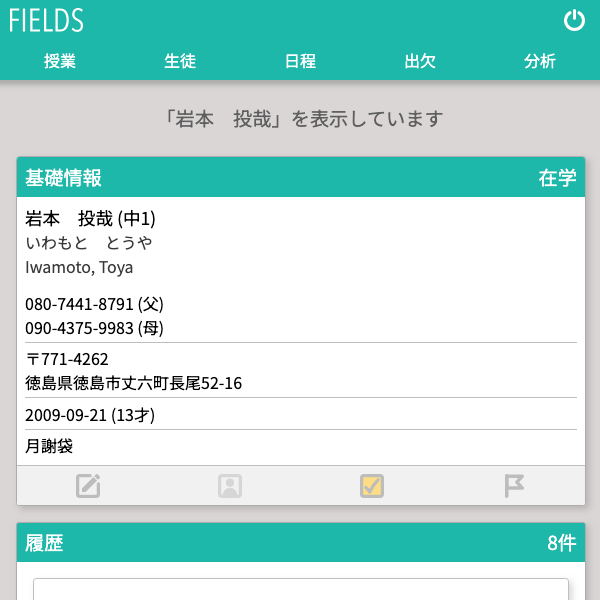 FIELDS
授業 生徒 日程 出欠 分析
「岩本　投哉」を表示しています
基礎情報 在学
岩本　投哉 (中1)
いわもと　とうや
Iwamoto, Toya
080-7441-8791 (父)
090-4375-9983 (母)
〒771-4262
徳島県徳島市丈六町長尾52-16
2009-09-21 (13才)
月謝袋
履歴 8件